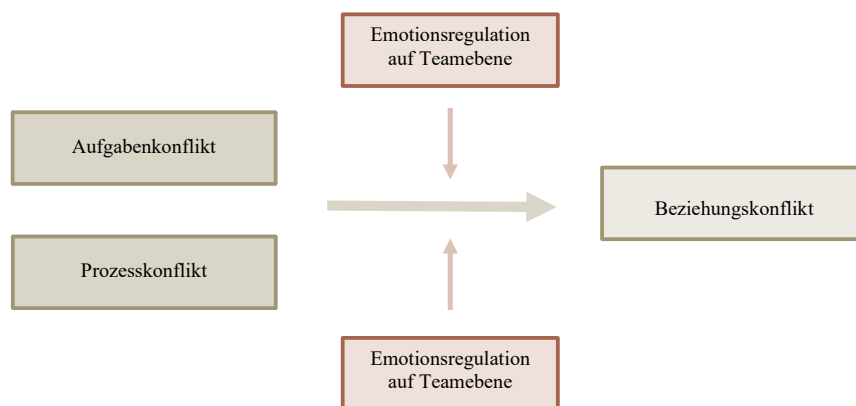 Emotionsregulation
auf Teamebene
Aufgabenkonflikt
Beziehungskonflikt
Prozesskonflikt
Emotionsregulation
auf Teamebene